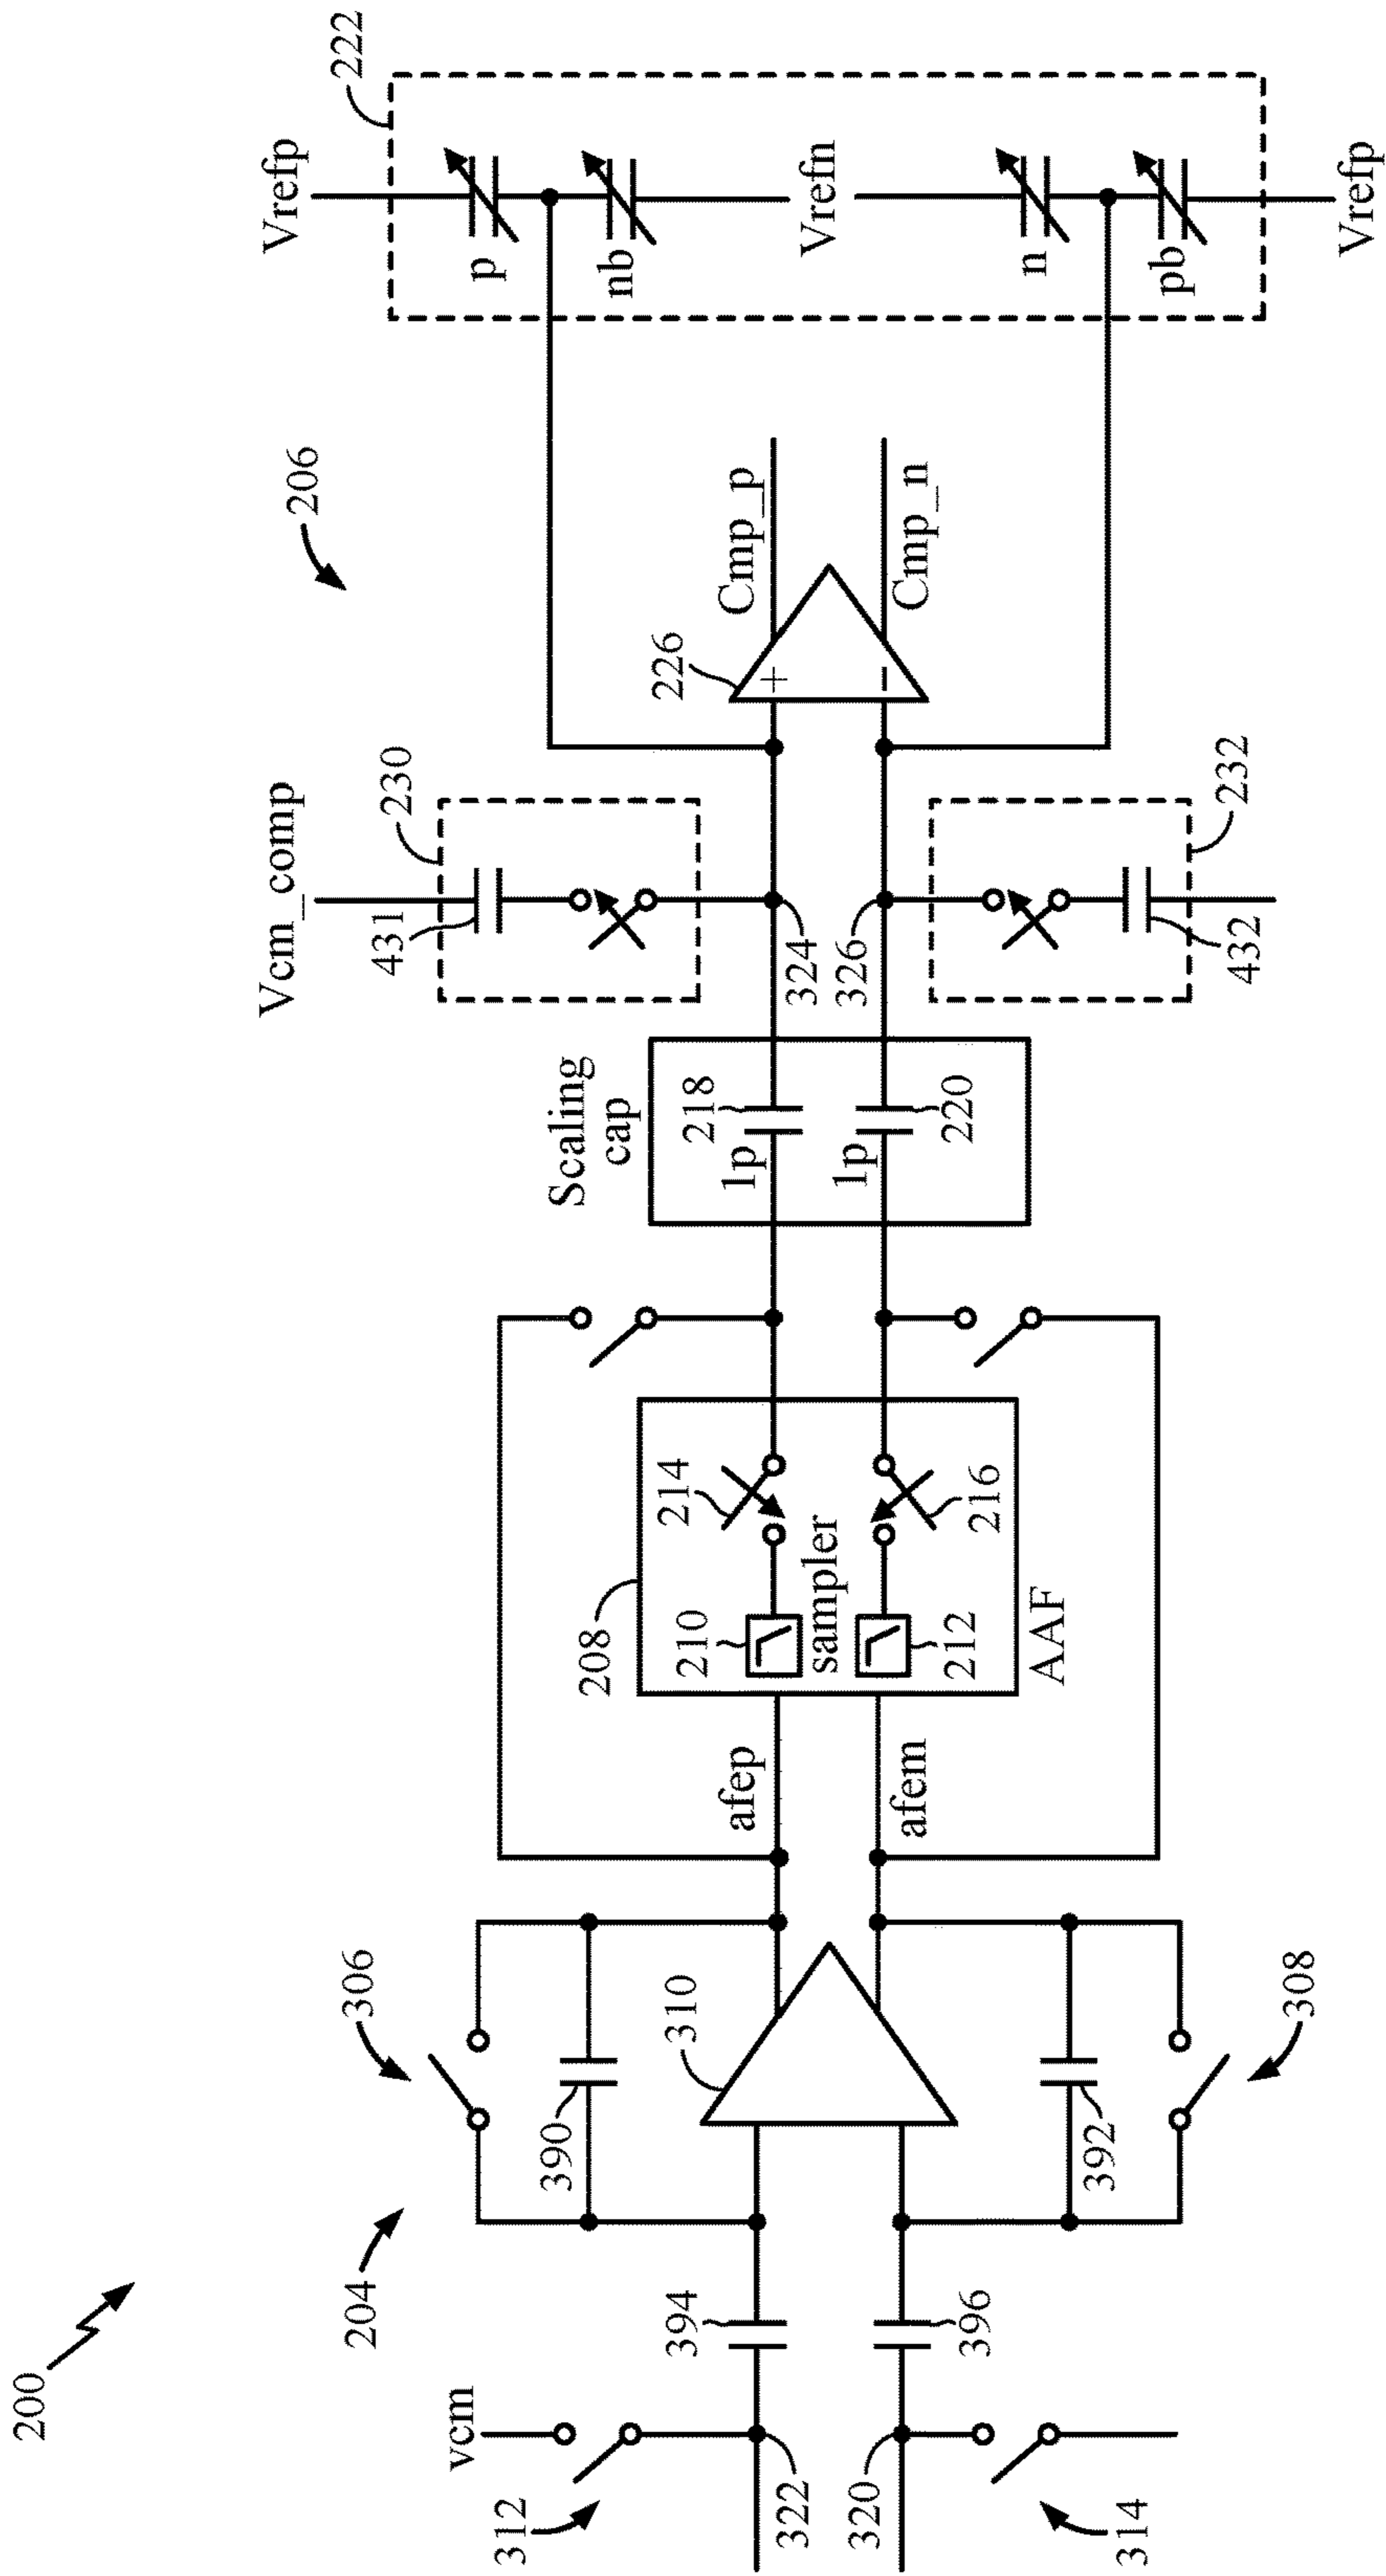 200
204
206
222
Vrefp
p
nb
Vrefn
n
pb
Vrefp
Vcm_comp
230
431
324
326
232
432
226
+
−
Cmp_p
Cmp_n
Scaling
cap
218
1p
1p
220
208
210
214
sampler
212
216
AAF
afep
afem
306
390
310
392
308
394
396
vcm
312
322
320
314